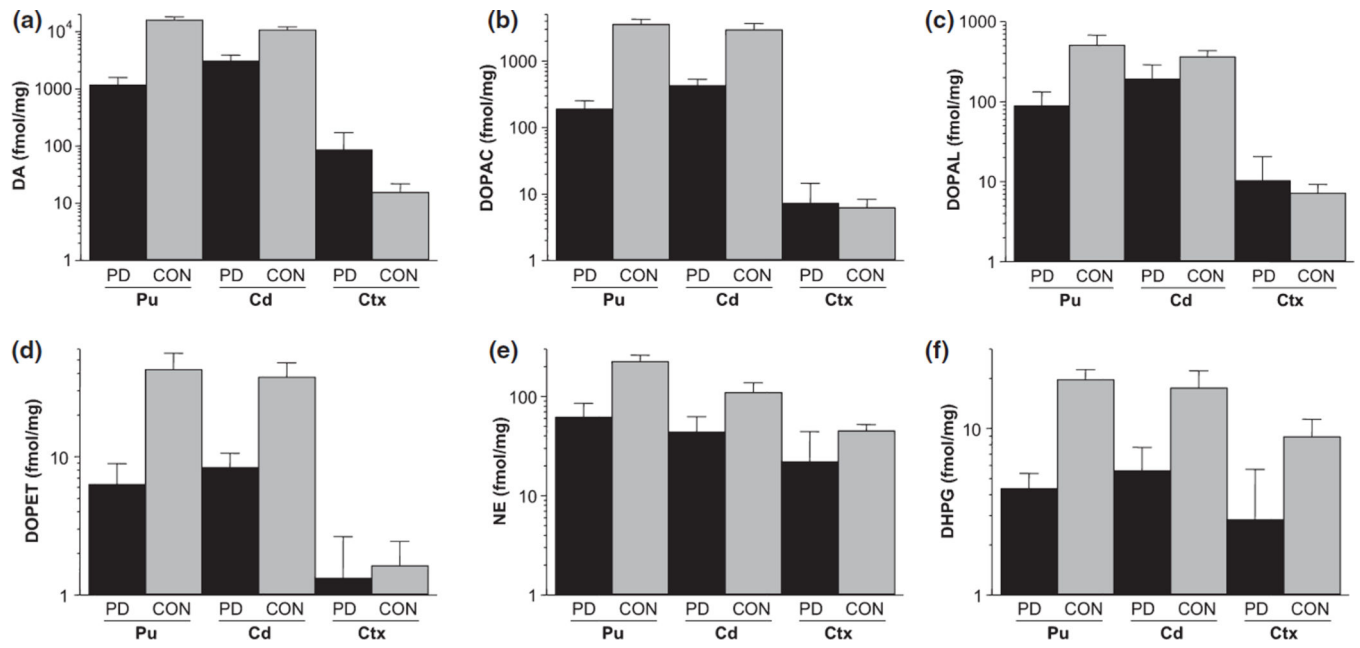 (a)
DA (fmol/mg)
10⁴
1000
100
10
1
PD CON PD CON PD CON
Pu Cd Ctx
(b)
DOPAC (fmol/mg)
1000
100
10
1
PD CON PD CON PD CON
Pu Cd Ctx
(c)
DOPAL (fmol/mg)
1000
100
10
1
PD CON PD CON PD CON
Pu Cd Ctx
(d)
DOPET (fmol/mg)
10
1
PD CON PD CON PD CON
Pu Cd Ctx
(e)
NE (fmol/mg)
100
10
1
PD CON PD CON PD CON
Pu Cd Ctx
(f)
DHPG (fmol/mg)
10
1
PD CON PD CON PD CON
Pu Cd Ctx